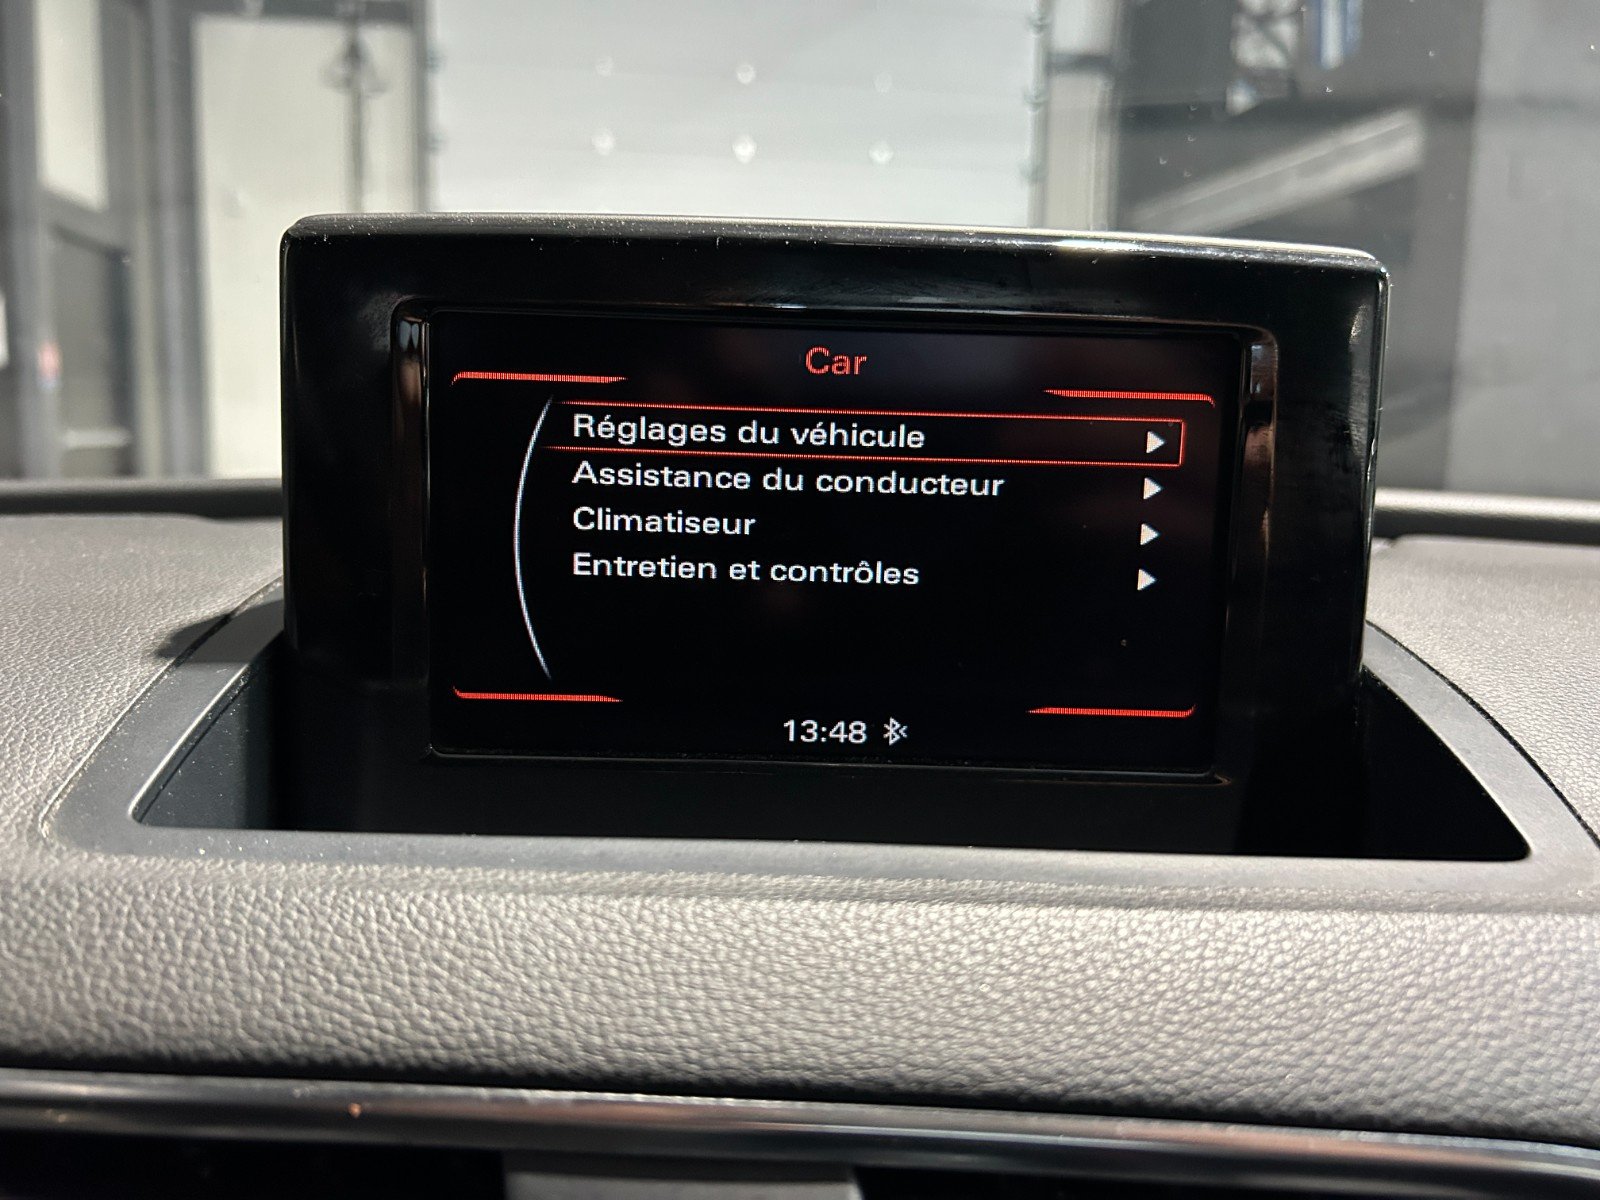 Car
Réglages du véhicule
Assistance du conducteur
Climatiseur
Entretien et contrôles
13:48